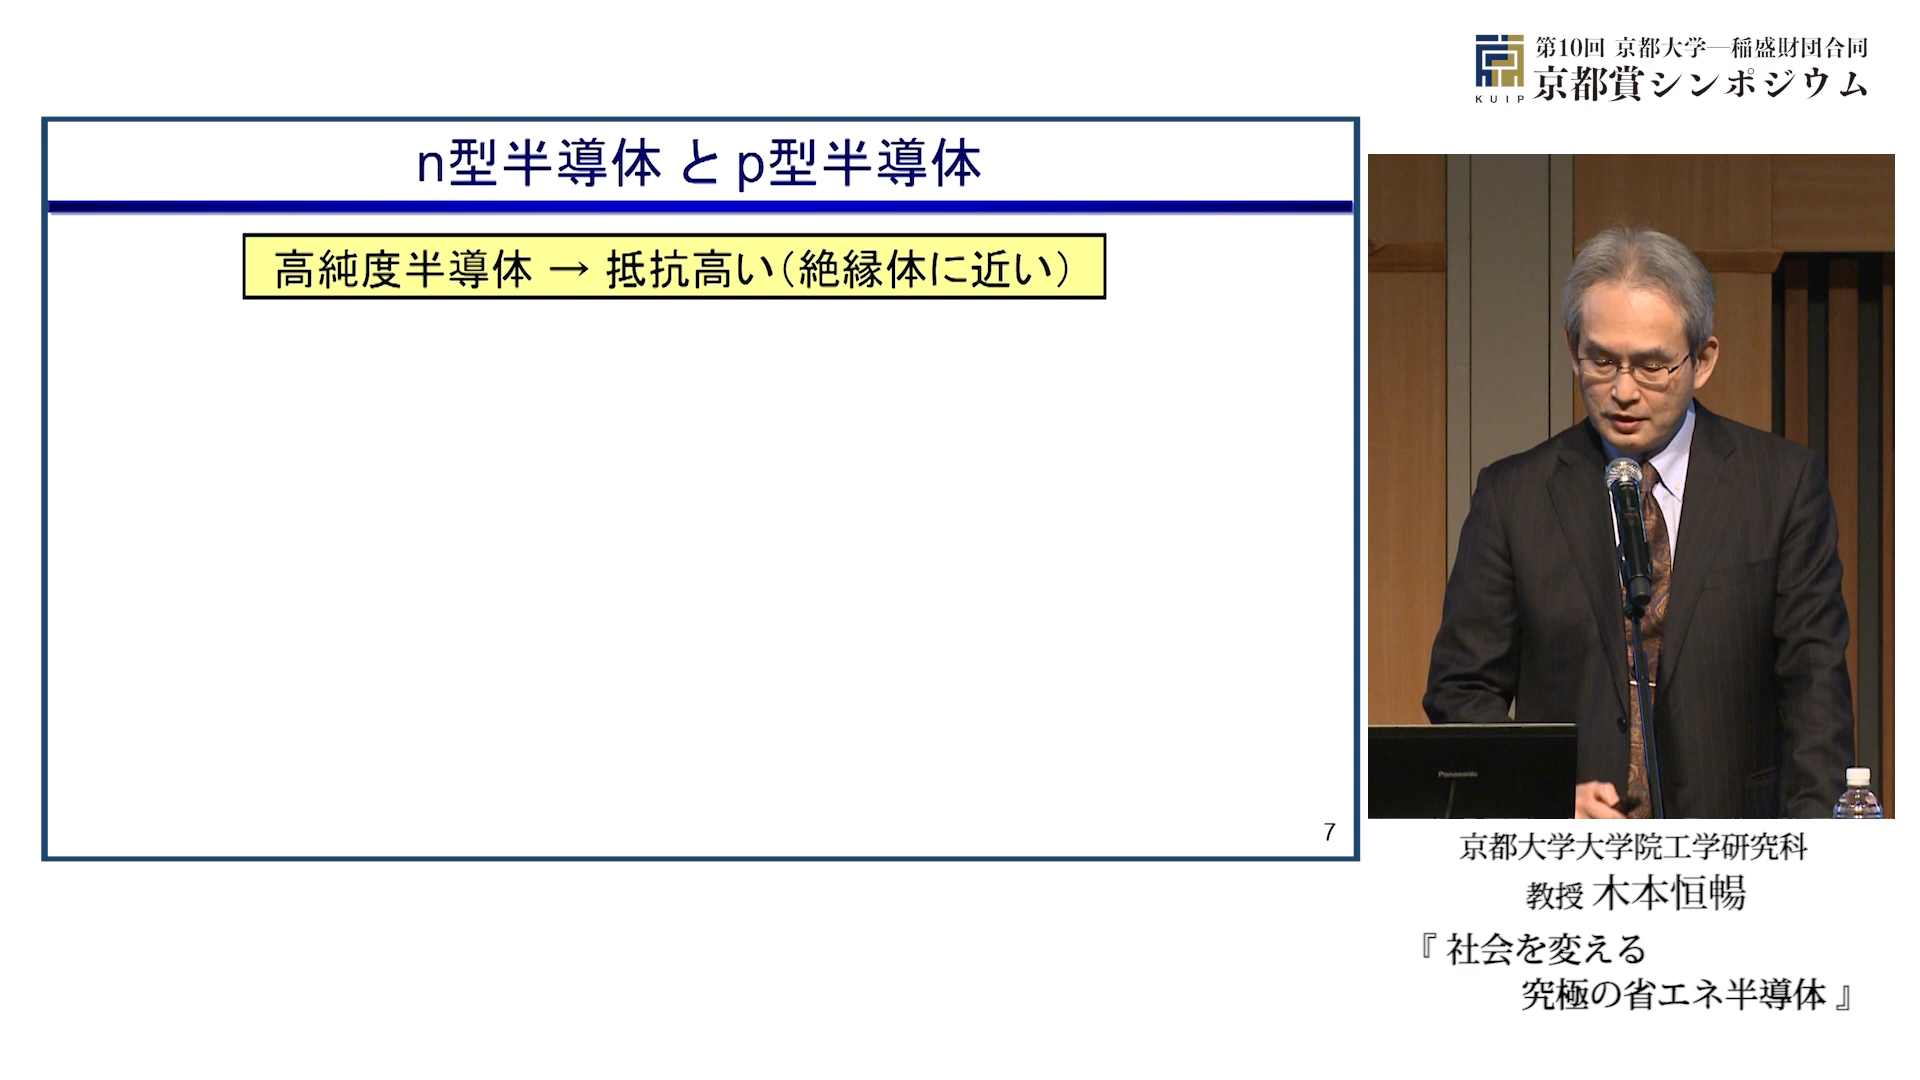 第10回 京都大学―稲盛財団合同
京都賞シンポジウム
KUIP
n型半導体 と p型半導体
高純度半導体 → 抵抗高い（絶縁体に近い）
7
Panasonic
京都大学大学院工学研究科
教授 木本恒暢
『 社会を変える
究極の省エネ半導体 』